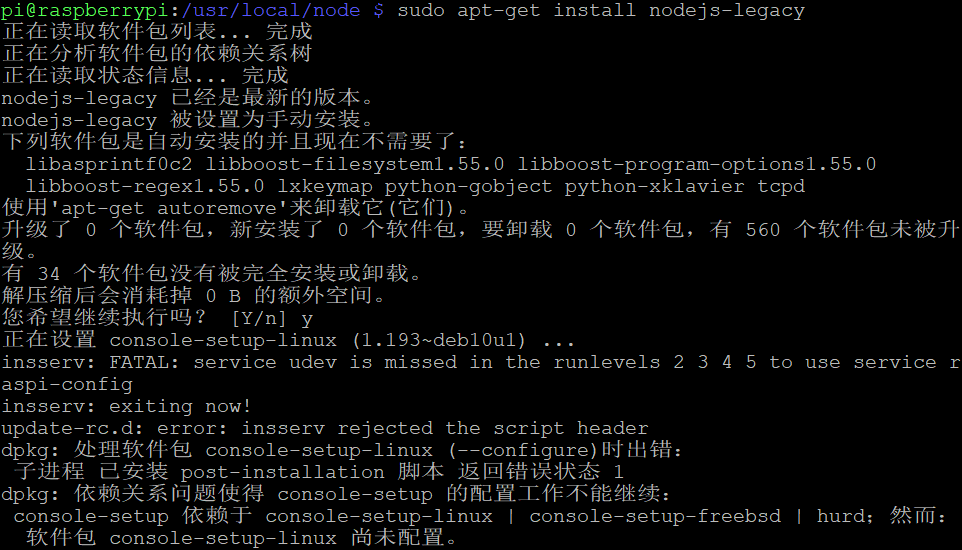 pi@raspberrypi:/usr/local/node $ sudo apt-get install nodejs-legacy
正在读取软件包列表... 完成
正在分析软件包的依赖关系树
正在读取状态信息... 完成
nodejs-legacy 已经是最新的版本。
nodejs-legacy 被设置为手动安装。
下列软件包是自动安装的并且现在不需要了：
  libasprintf0c2 libboost-filesystem1.55.0 libboost-program-options1.55.0
  libboost-regex1.55.0 lxkeymap python-gobject python-xklavier tcpd
使用'apt-get autoremove'来卸载它(它们)。
升级了 0 个软件包，新安装了 0 个软件包，要卸载 0 个软件包，有 560 个软件包未被升
级。
有 34 个软件包没有被完全安装或卸载。
解压缩后会消耗掉 0 B 的额外空间。
您希望继续执行吗？ [Y/n] y
正在设置 console-setup-linux (1.193~deb10u1) ...
insserv: FATAL: service udev is missed in the runlevels 2 3 4 5 to use service r
aspi-config
insserv: exiting now!
update-rc.d: error: insserv rejected the script header
dpkg: 处理软件包 console-setup-linux (--configure)时出错：
 子进程 已安装 post-installation 脚本 返回错误状态 1
dpkg: 依赖关系问题使得 console-setup 的配置工作不能继续：
 console-setup 依赖于 console-setup-linux | console-setup-freebsd | hurd；然而：
  软件包 console-setup-linux 尚未配置。